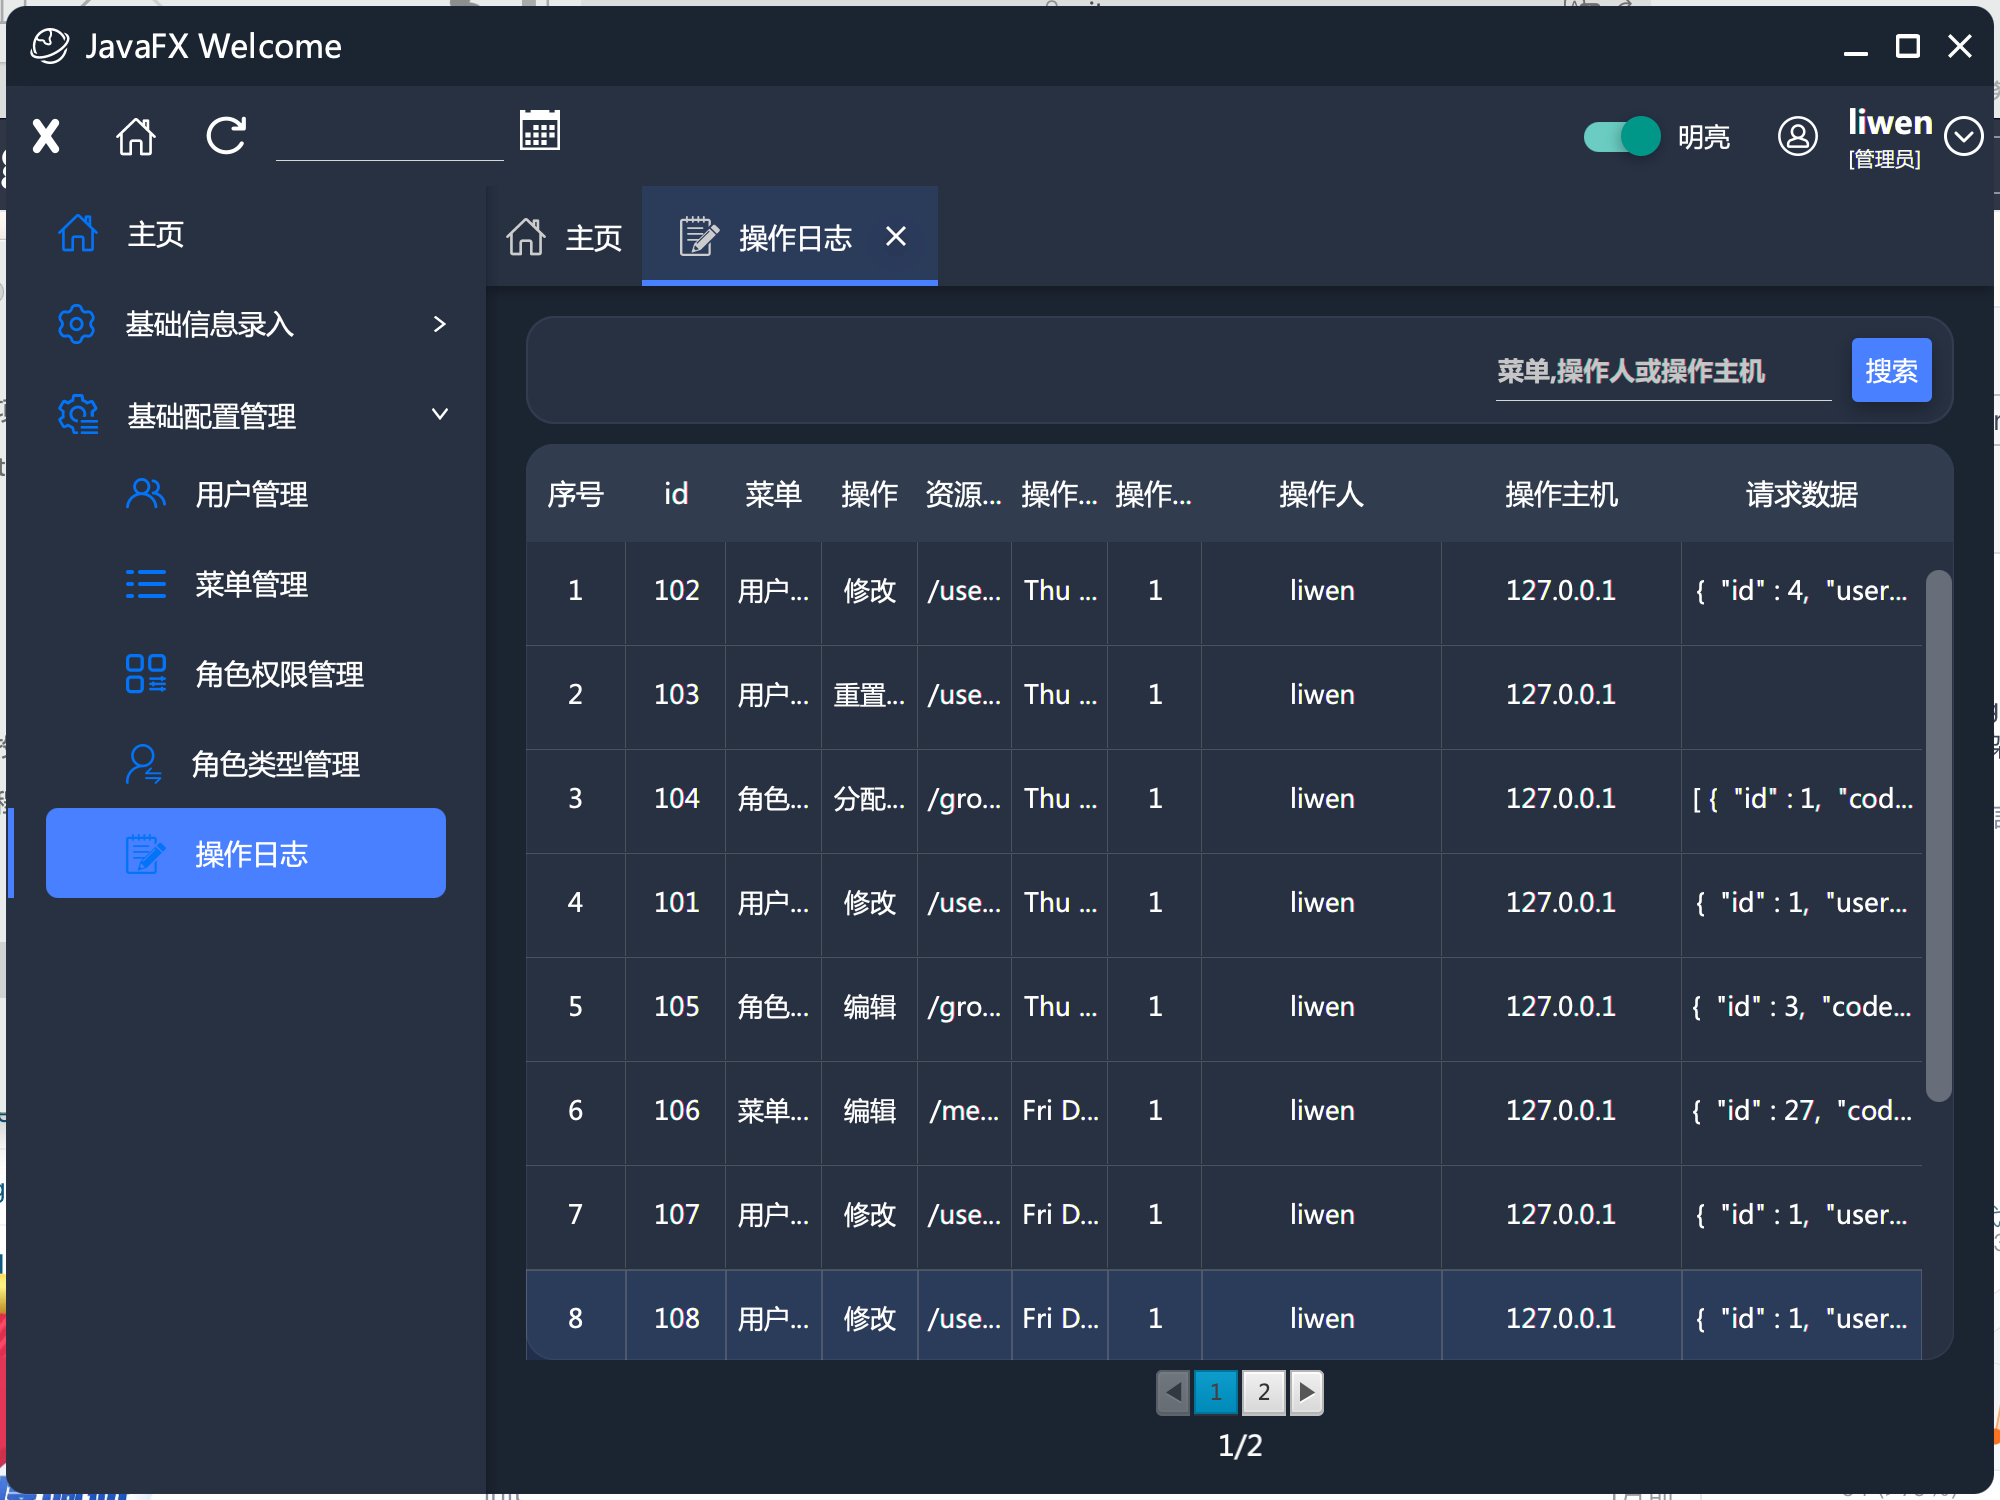 JavaFX Welcome
明亮
liwen
[管理员]
主页
基础信息录入
基础配置管理
用户管理
菜单管理
角色权限管理
角色类型管理
操作日志
主页 操作日志
菜单,操作人或操作主机 搜索
序号 id 菜单 操作 资源... 操作... 操作... 操作人 操作主机 请求数据
1 102 用户... 修改 /use... Thu ... 1 liwen 127.0.0.1 { "id" : 4, "user...
2 103 用户... 重置... /use... Thu ... 1 liwen 127.0.0.1
3 104 角色... 分配... /gro... Thu ... 1 liwen 127.0.0.1 [ { "id" : 1, "cod...
4 101 用户... 修改 /use... Thu ... 1 liwen 127.0.0.1 { "id" : 1, "user...
5 105 角色... 编辑 /gro... Thu ... 1 liwen 127.0.0.1 { "id" : 3, "code...
6 106 菜单... 编辑 /me... Fri D... 1 liwen 127.0.0.1 { "id" : 27, "cod...
7 107 用户... 修改 /use... Fri D... 1 liwen 127.0.0.1 { "id" : 1, "user...
8 108 用户... 修改 /use... Fri D... 1 liwen 127.0.0.1 { "id" : 1, "user...
1 2
1/2